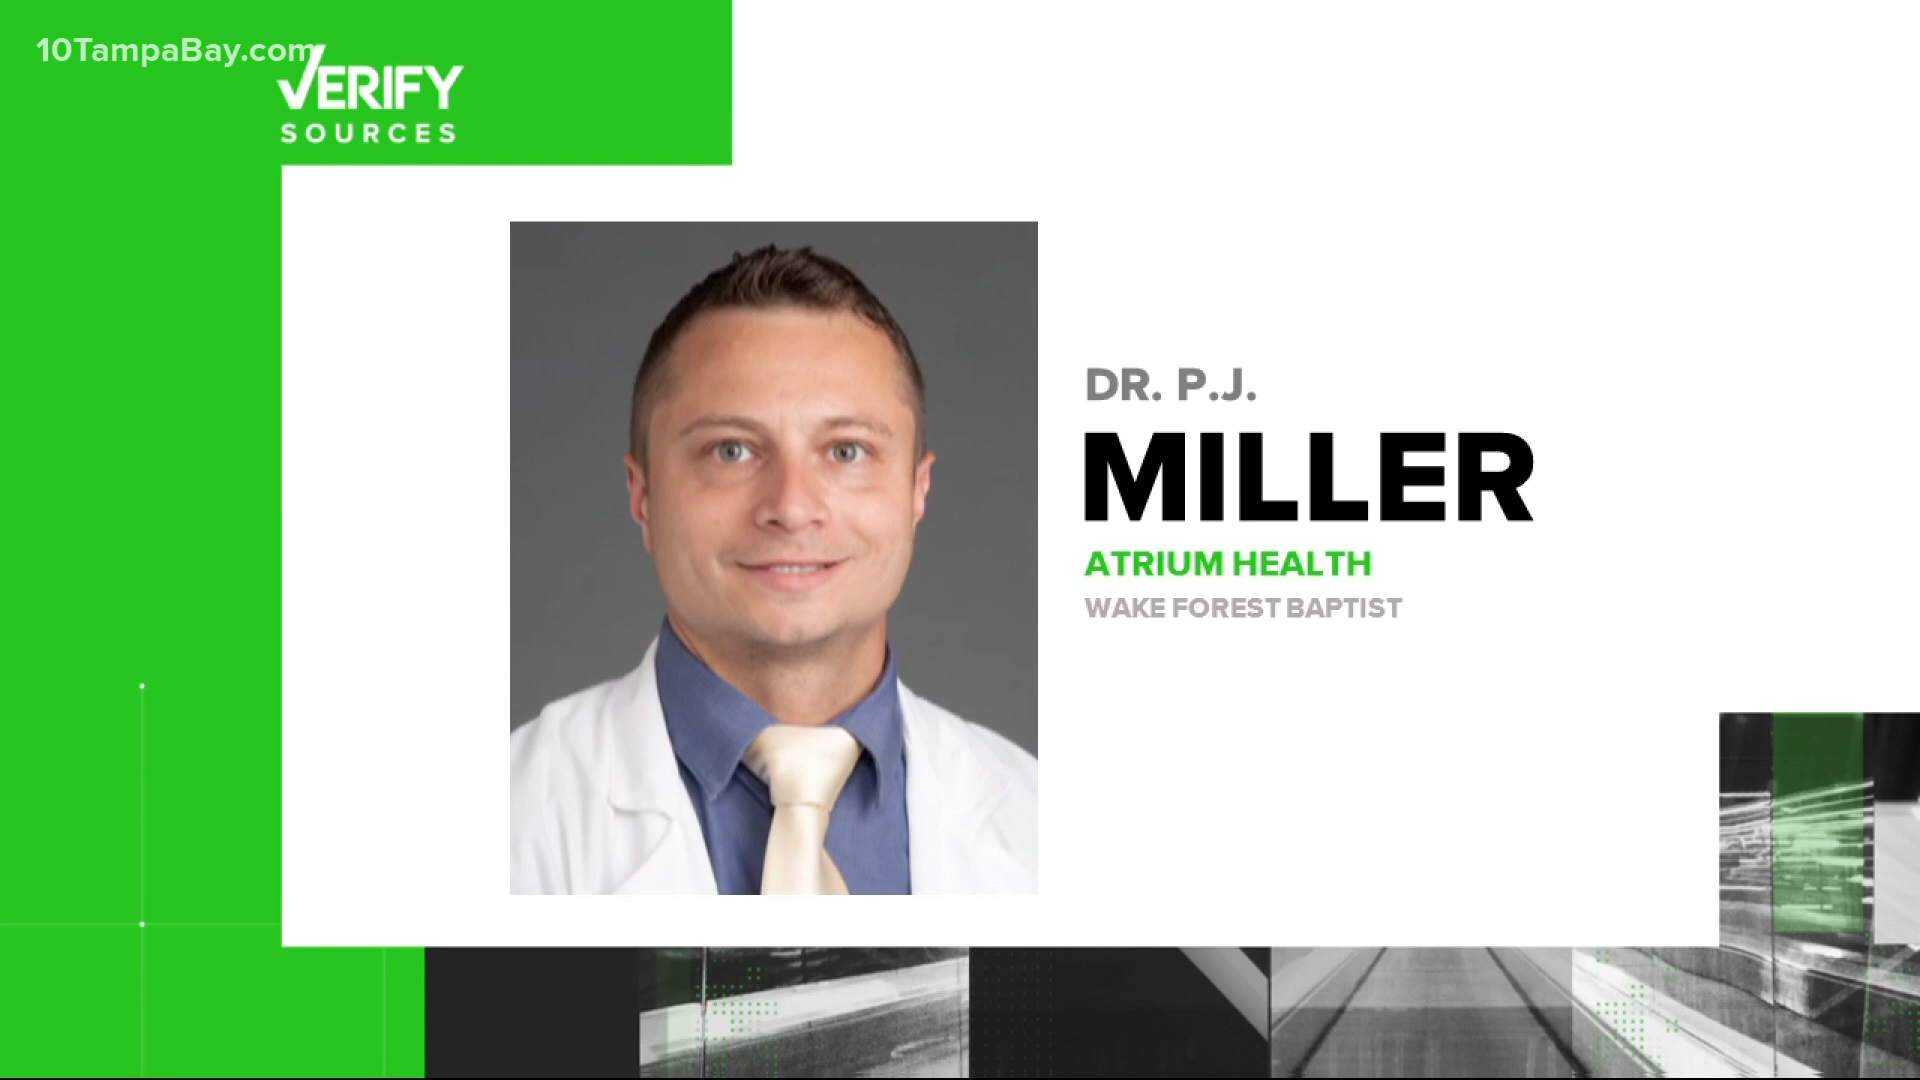 10TampaBay.com
VERIFY
SOURCES
DR. P.J.
MILLER
ATRIUM HEALTH
WAKE FOREST BAPTIST